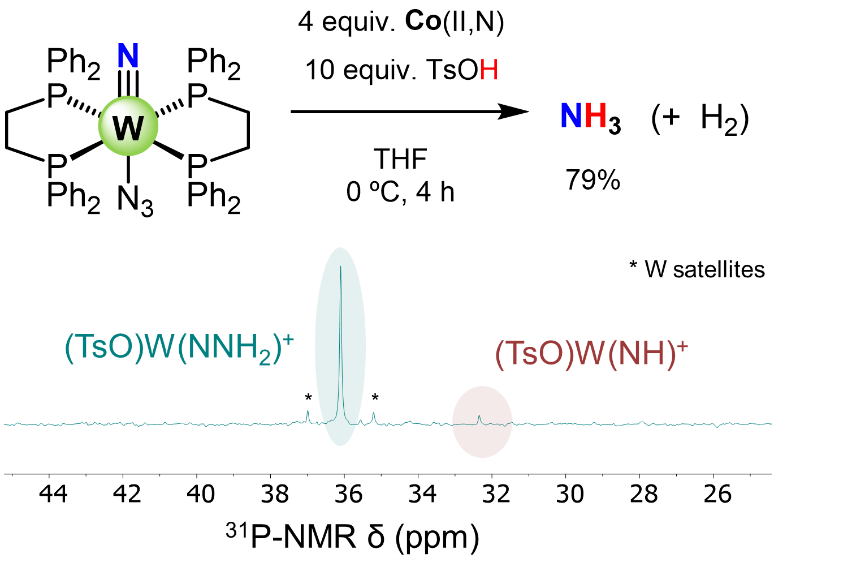 4 equiv. Co(II,N)
10 equiv. TsOH
THF
0 ºC, 4 h
Ph₂ N Ph₂
P P
W
P P
Ph₂ N₃ Ph₂
NH₃ (+ H₂)
79%
* W satellites
(TsO)W(NNH₂)⁺
(TsO)W(NH)⁺
* *
44 42 40 38 36 34 32 30 28 26
³¹P-NMR δ (ppm)